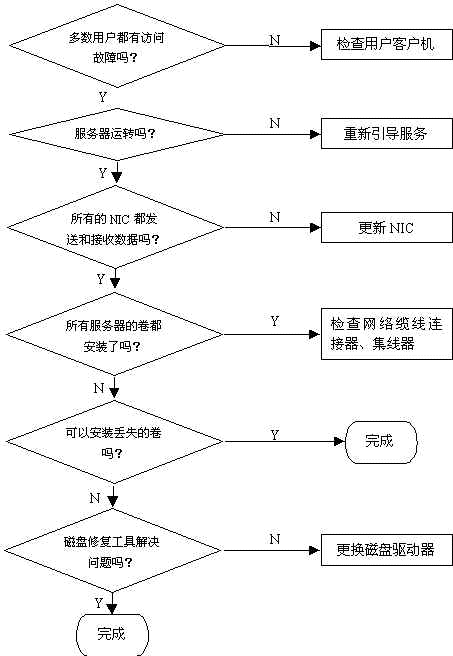 多数用户都有访问
故障吗？
N
检查用户客户机
Y
服务器运转吗？
N
重新引导服务
Y
所有的 NIC 都发
送和接收数据吗？
N
更新 NIC
Y
所有服务器的卷都
安装了吗？
Y
检查网络缆线连
接器、集线器
N
可以安装丢失的卷
吗？
Y
完成
N
磁盘修复工具解决
问题吗？
N
更换磁盘驱动器
Y
完成